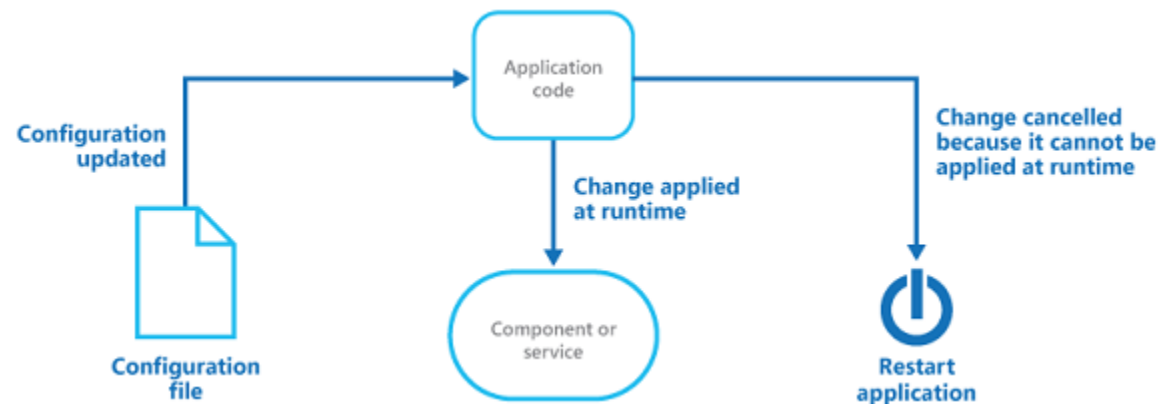 Application
code
Configuration
updated
Change cancelled
because it cannot be
applied at runtime
Change applied
at runtime
Component or
service
Configuration
file
Restart
application